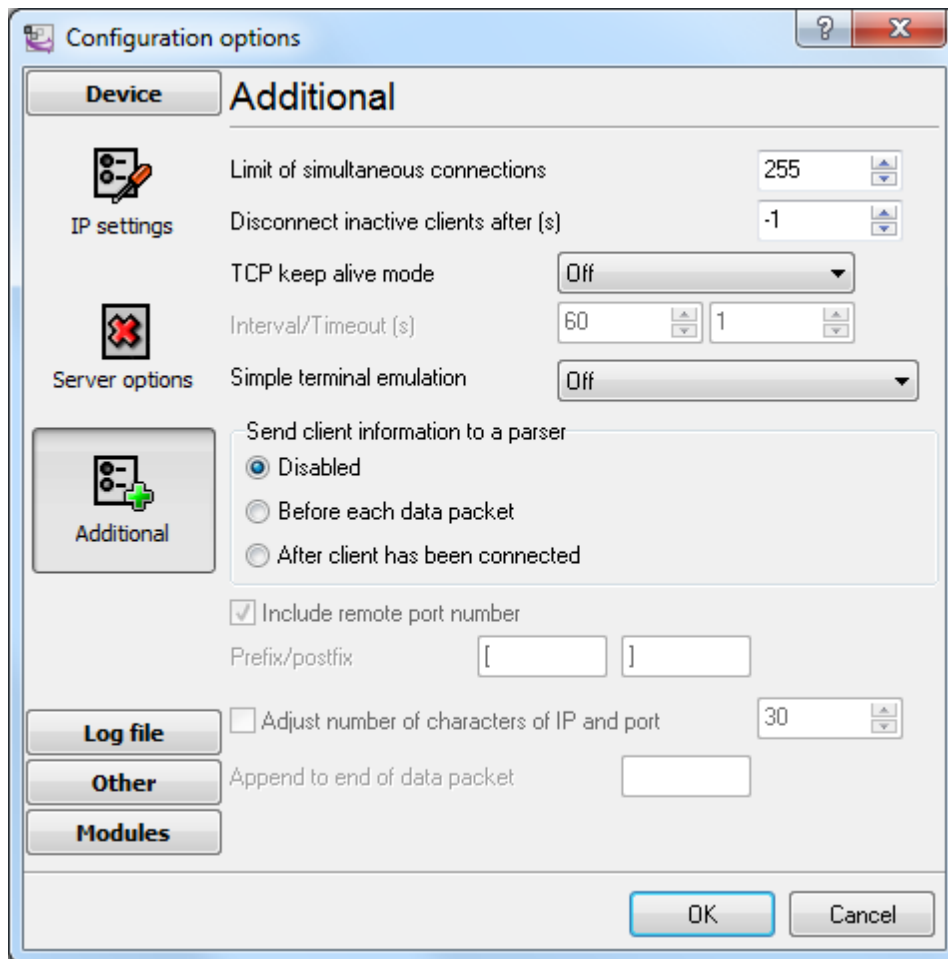 Configuration options
Device
Additional
IP settings
Server options
Additional
Log file
Other
Modules
Limit of simultaneous connections 255
Disconnect inactive clients after (s) -1
TCP keep alive mode Off
Interval/Timeout (s) 60 1
Simple terminal emulation Off
Send client information to a parser
Disabled
Before each data packet
After client has been connected
Include remote port number
Prefix/postfix [ ]
Adjust number of characters of IP and port 30
Append to end of data packet
OK Cancel